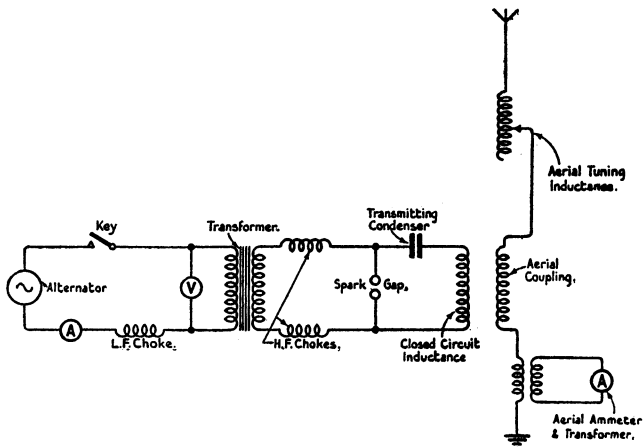 Aerial Tuning
Inductance.
Key
Transformer.
Transmitting
Condenser
Alternator
V
Spark Gap.
Aerial
Coupling.
A
L.F. Choke.
H.F. Chokes,
Closed Circuit
Inductance
A
Aerial Ammeter
& Transformer.